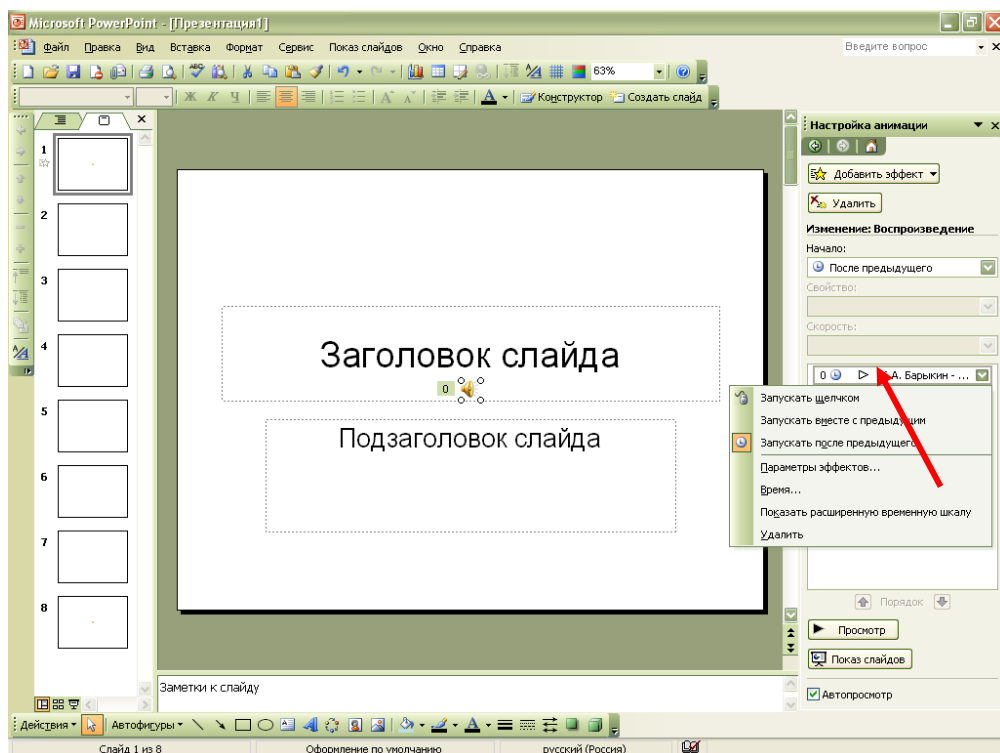 Microsoft PowerPoint - [Презентация1]
Файл Правка Вид Вставка Формат Сервис Показ слайдов Окно Справка Введите вопрос
63%
Ж К Ч Конструктор Создать слайд
1
2
3
4
5
6
7
8
Заголовок слайда
0
Подзаголовок слайда
Заметки к слайду
Настройка анимации
Добавить эффект
Удалить
Изменение: Воспроизведение
Начало:
После предыдущего
Свойство:
Скорость:
0 А. Барыкин - ...
Запускать щелчком
Запускать вместе с предыдущим
Запускать после предыдущего
Параметры эффектов...
Время...
Показать расширенную временную шкалу
Удалить
Порядок
Просмотр
Показ слайдов
Автопросмотр
Действия Автофигуры
Слайд 1 из 8 Оформление по умолчанию русский (Россия)